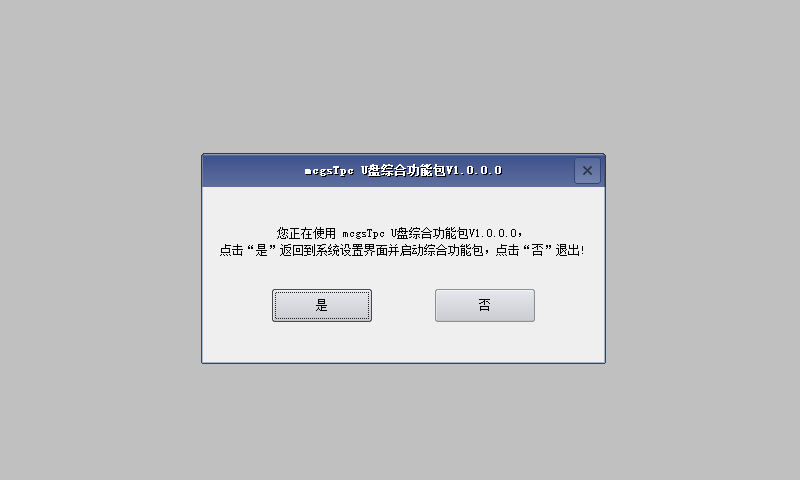 mcgsTpc U盘综合功能包V1.0.0.0
您正在使用 mcgsTpc U盘综合功能包V1.0.0.0，
点击“是”返回到系统设置界面并启动综合功能包，点击“否”退出!
是
否